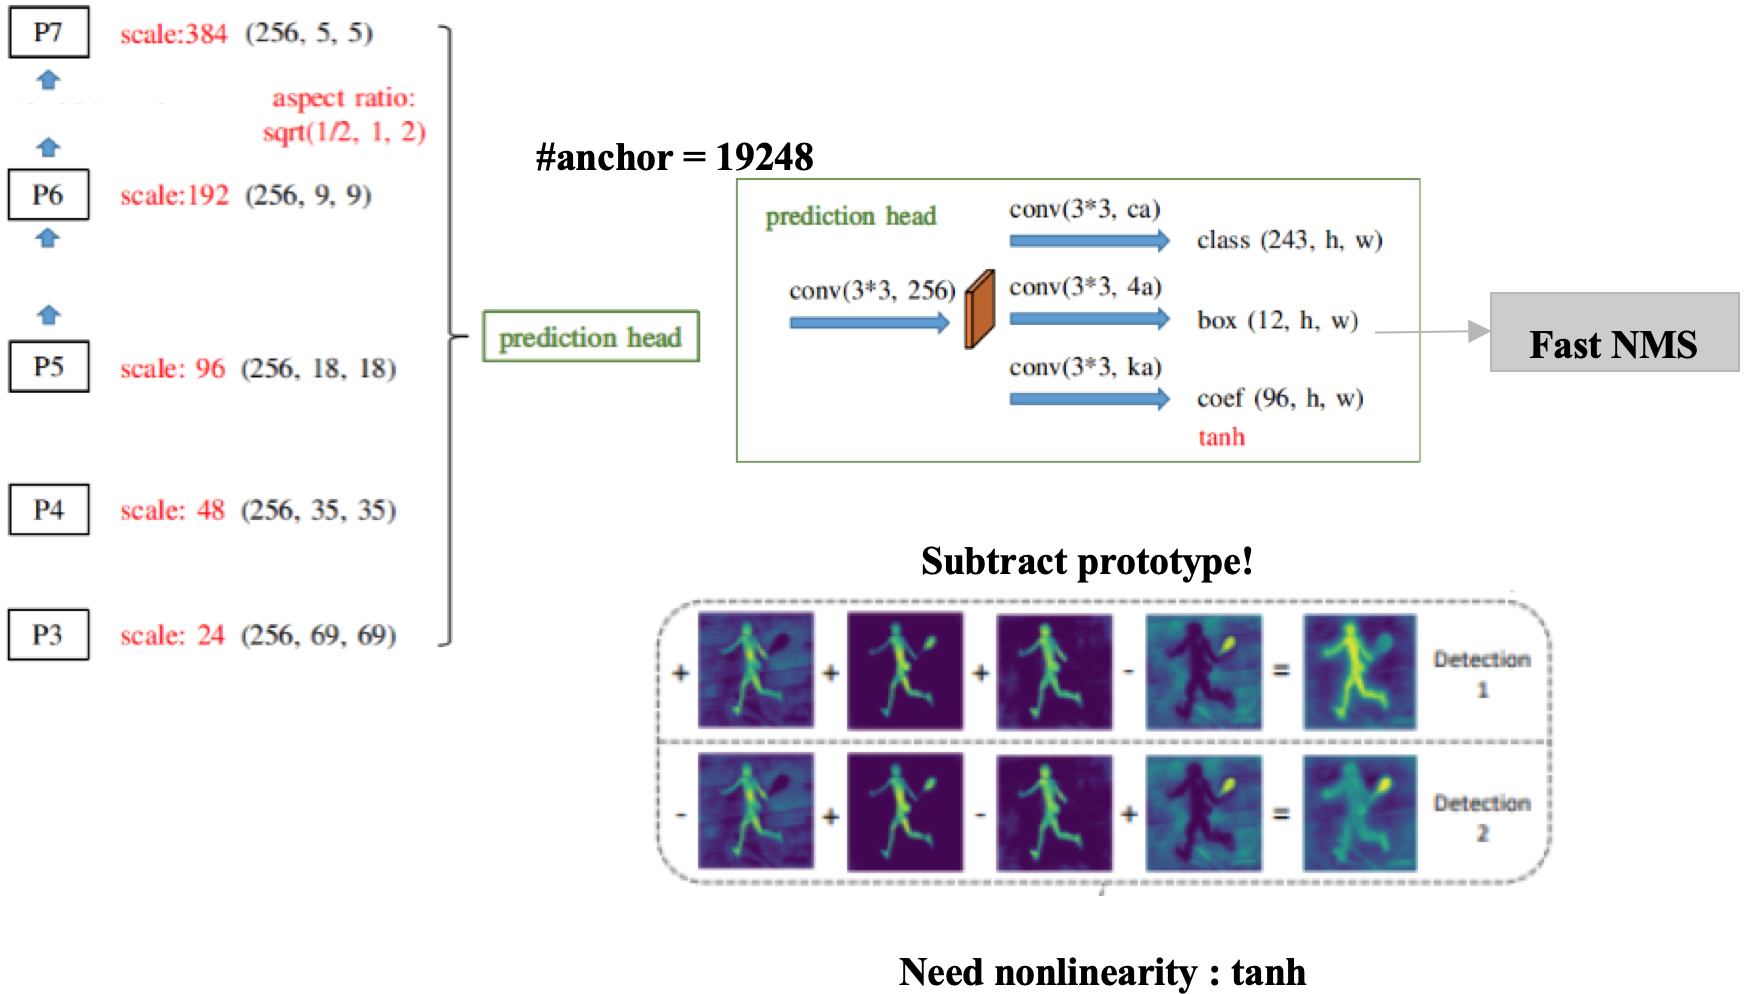 P7 scale:384 (256, 5, 5)
aspect ratio:
sqrt(1/2, 1, 2)
P6 scale:192 (256, 9, 9)
P5 scale: 96 (256, 18, 18)
P4 scale: 48 (256, 35, 35)
P3 scale: 24 (256, 69, 69)
prediction head
#anchor = 19248
prediction head
conv(3*3, 256)
conv(3*3, ca)
class (243, h, w)
conv(3*3, 4a)
box (12, h, w)
conv(3*3, ka)
coef (96, h, w)
tanh
Fast NMS
Subtract prototype!
+ + + - = Detection
1
- + - + = Detection
2
Need nonlinearity : tanh